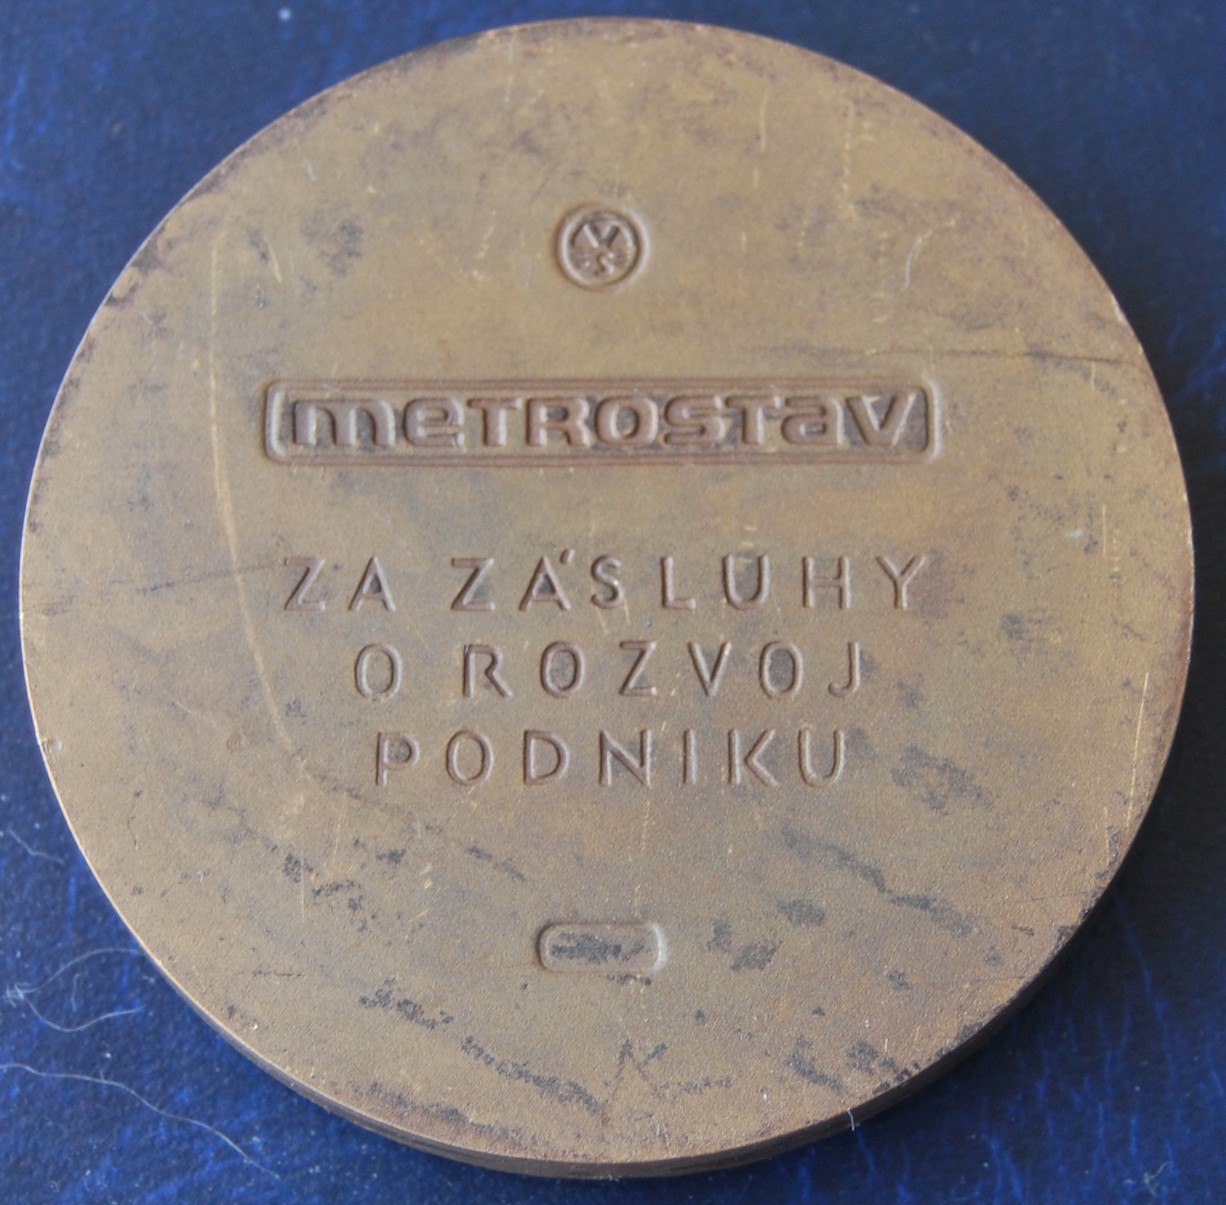 meTROSTav
ZA ZÁSLUHY
O ROZVOJ
PODNIKU